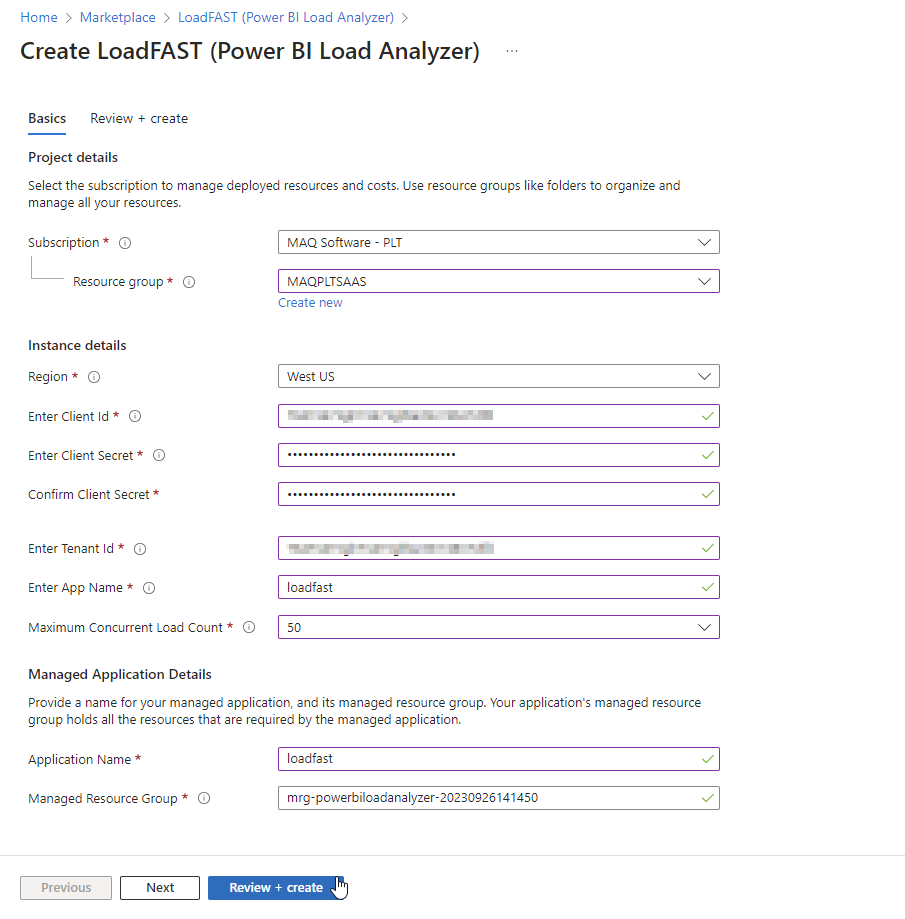 Home > Marketplace > LoadFAST (Power BI Load Analyzer) >
Create LoadFAST (Power BI Load Analyzer) ...
Basics Review + create
Project details
Select the subscription to manage deployed resources and costs. Use resource groups like folders to organize and
manage all your resources.
Subscription * MAQ Software - PLT
Resource group * MAQPLTSAAS
Create new
Instance details
Region * West US
Enter Client Id *
Enter Client Secret * ••••••••••••••••••••••••••••••••
Confirm Client Secret * ••••••••••••••••••••••••••••••••
Enter Tenant Id *
Enter App Name * loadfast
Maximum Concurrent Load Count * 50
Managed Application Details
Provide a name for your managed application, and its managed resource group. Your application's managed resource
group holds all the resources that are required by the managed application.
Application Name * loadfast
Managed Resource Group * mrg-powerbiloadanalyzer-20230926141450
Previous Next Review + create